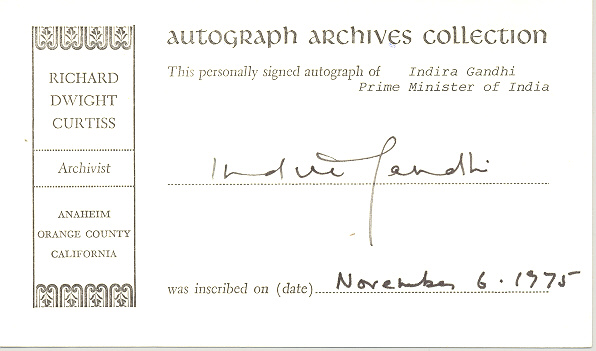 AUTOGRAPH ARCHIVES COLLECTION
RICHARD
DWIGHT
CURTISS
Archivist
ANAHEIM
ORANGE COUNTY
CALIFORNIA
This personally signed autograph of Indira Gandhi
Prime Minister of India
Indira Gandhi
was inscribed on (date) November 6. 1975